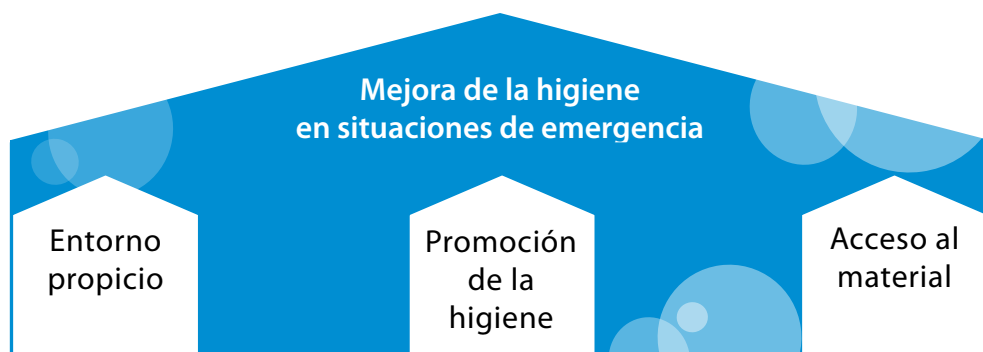 Mejora de la higiene
en situaciones de emergencia
Entorno
propicio
Promoción
de la
higiene
Acceso al
material